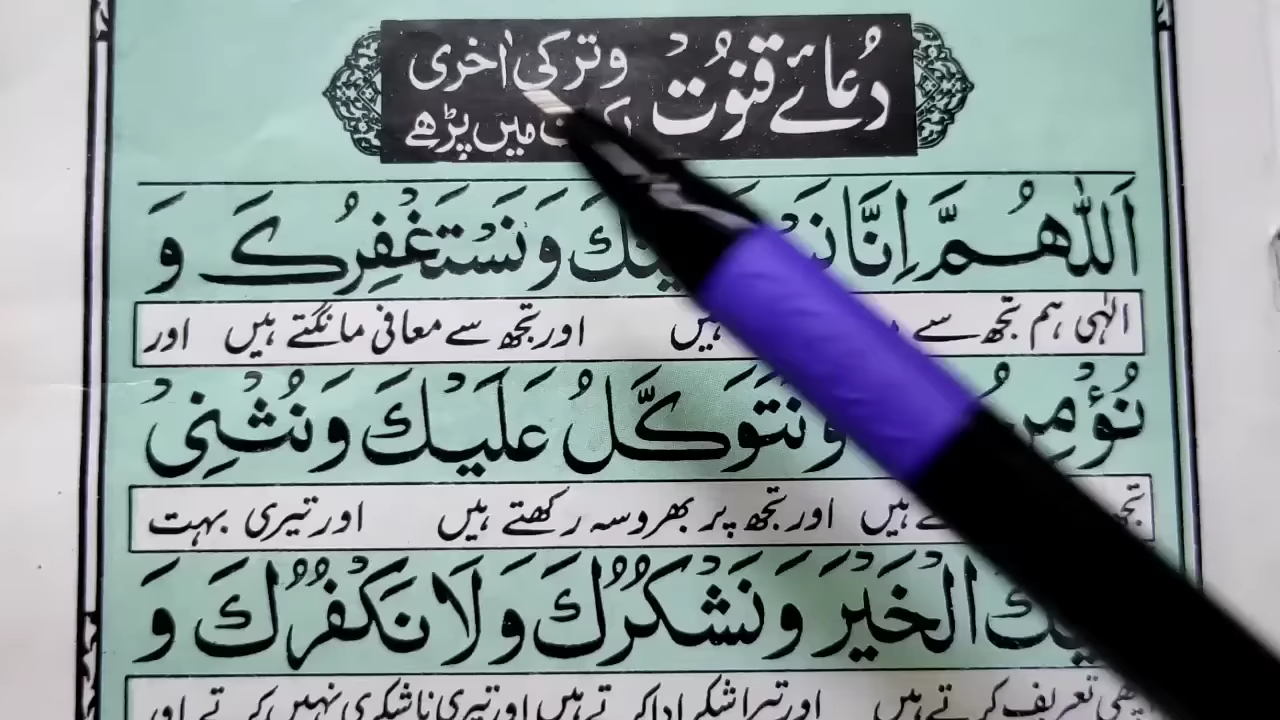 دُعائے قنوُت
وتر کی اٰخری
میں پڑھے
اَللّٰهُمَّ اِنَّا وَنَسْتَغْفِرُكَ وَ
الٰہی ہم تجھ سے ہیں اور تجھ سے معافی مانگتے ہیں اور
وَنَتَوَكَّلُ عَلَيْكَ وَنُثْنِىْ
ہیں اور تجھ پر بھروسہ رکھتے ہیں اور تیری بہت
الْخَيْرَ وَنَشْكُرُكَ وَلَا نَكْفُرُكَ وَ
تعریف کرتے ہیں اور تیرا شکر ادا کرتے ہیں اور تیری ناشکری نہیں کرتے اور